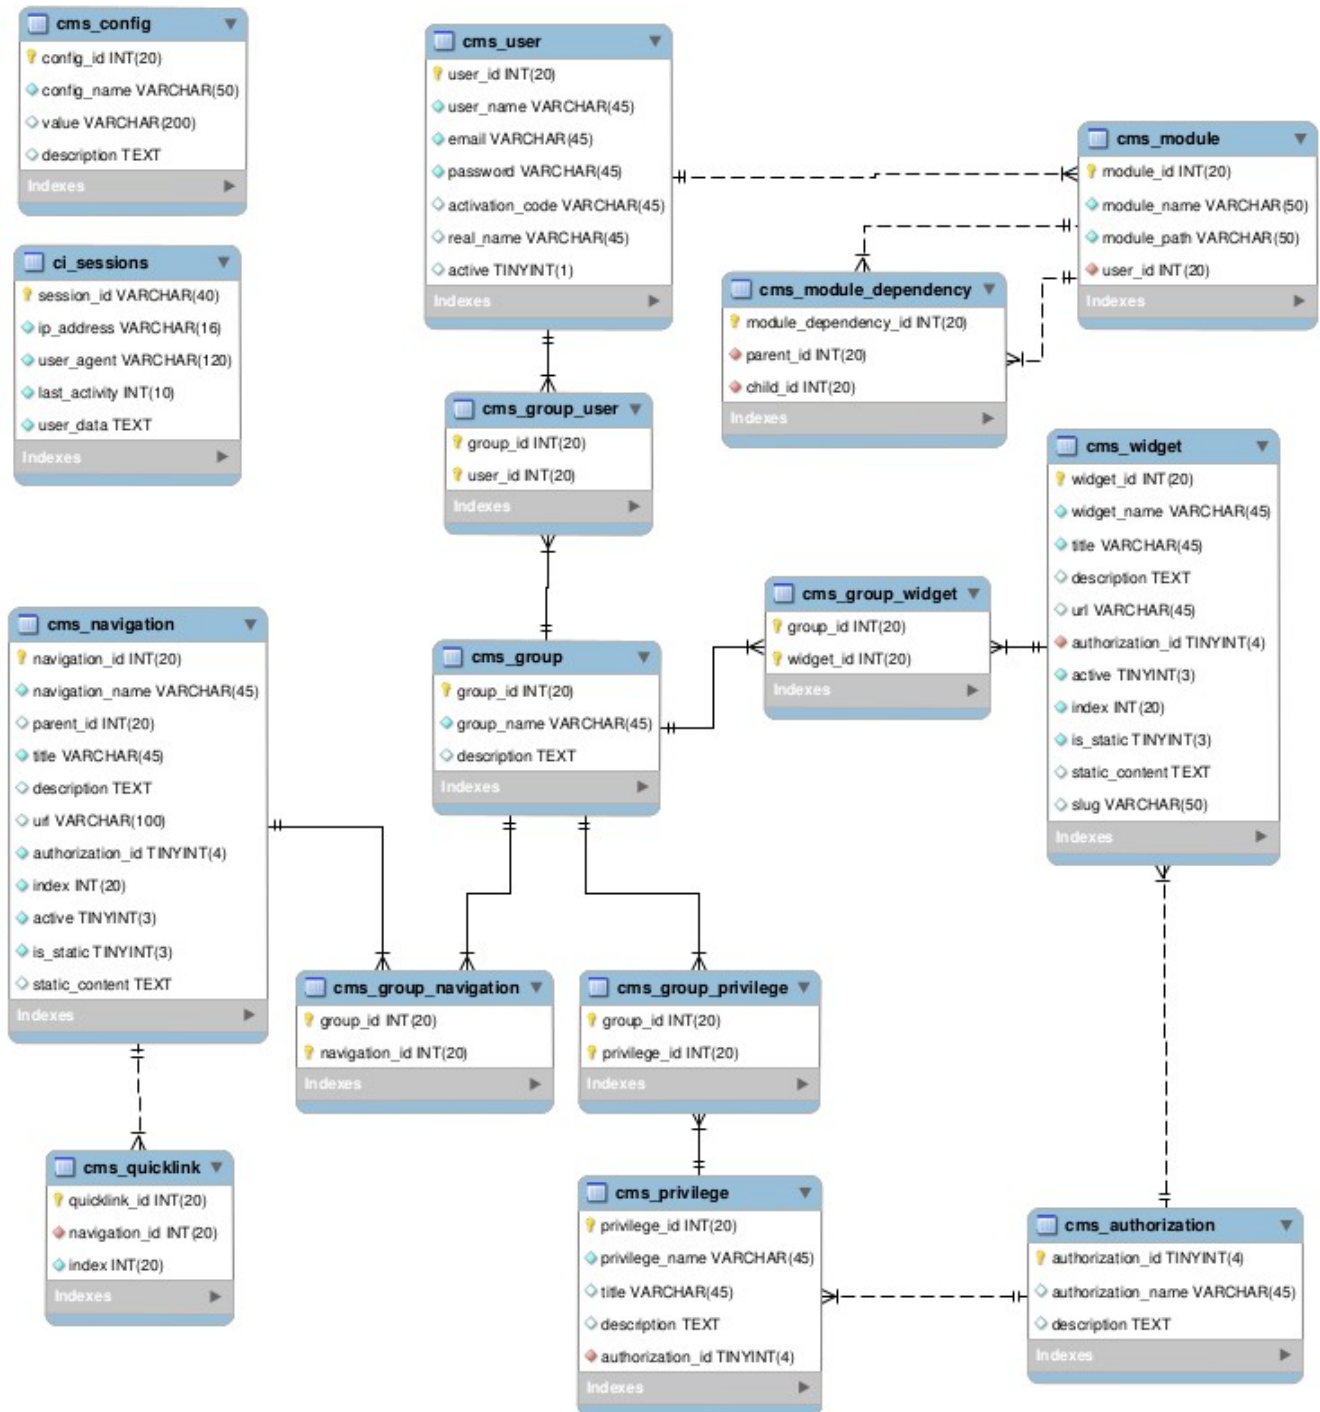 cms_config
config_id INT(20)
config_name VARCHAR(50)
value VARCHAR(200)
description TEXT
Indexes
ci_sessions
session_id VARCHAR(40)
ip_address VARCHAR(16)
user_agent VARCHAR(120)
last_activity INT(10)
user_data TEXT
Indexes
cms_user
user_id INT(20)
user_name VARCHAR(45)
email VARCHAR(45)
password VARCHAR(45)
activation_code VARCHAR(45)
real_name VARCHAR(45)
active TINYINT(1)
Indexes
cms_module
module_id INT(20)
module_name VARCHAR(50)
module_path VARCHAR(50)
user_id INT(20)
Indexes
cms_module_dependency
module_dependency_id INT(20)
parent_id INT(20)
child_id INT(20)
Indexes
cms_group_user
group_id INT(20)
user_id INT(20)
Indexes
cms_widget
widget_id INT(20)
widget_name VARCHAR(45)
title VARCHAR(45)
description TEXT
url VARCHAR(45)
authorization_id TINYINT(4)
active TINYINT(3)
index INT(20)
is_static TINYINT(3)
static_content TEXT
slug VARCHAR(50)
Indexes
cms_group_widget
group_id INT(20)
widget_id INT(20)
Indexes
cms_navigation
navigation_id INT(20)
navigation_name VARCHAR(45)
parent_id INT(20)
title VARCHAR(45)
description TEXT
url VARCHAR(100)
authorization_id TINYINT(4)
index INT(20)
active TINYINT(3)
is_static TINYINT(3)
static_content TEXT
Indexes
cms_group
group_id INT(20)
group_name VARCHAR(45)
description TEXT
Indexes
cms_group_navigation
group_id INT(20)
navigation_id INT(20)
Indexes
cms_group_privilege
group_id INT(20)
privilege_id INT(20)
Indexes
cms_quicklink
quicklink_id INT(20)
navigation_id INT(20)
index INT(20)
Indexes
cms_privilege
privilege_id INT(20)
privilege_name VARCHAR(45)
title VARCHAR(45)
description TEXT
authorization_id TINYINT(4)
Indexes
cms_authorization
authorization_id TINYINT(4)
authorization_name VARCHAR(45)
description TEXT
Indexes